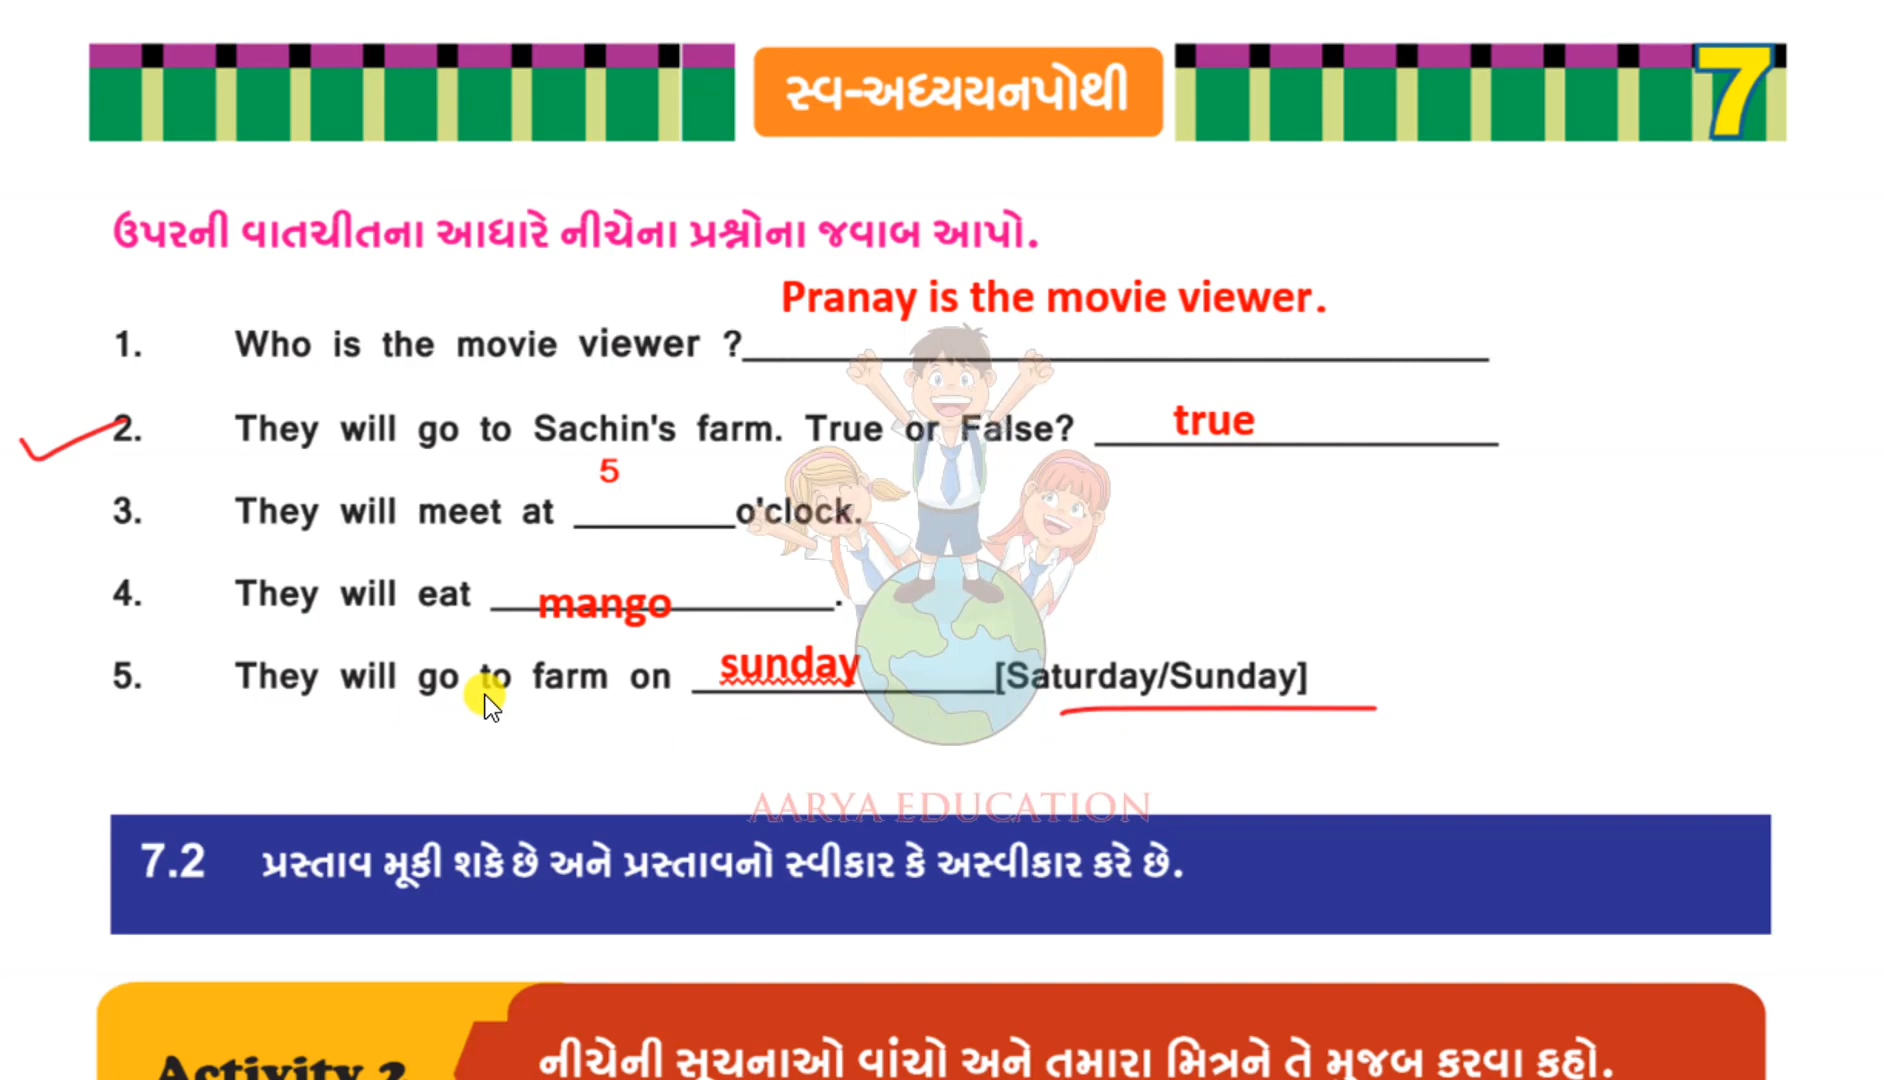 સ્વ-અધ્યયનપોથી 7
ઉપરની વાતચીતના આધારે નીચેના પ્રશ્નોના જવાબ આપો.
Pranay is the movie viewer.
1. Who is the movie viewer ?
2. They will go to Sachin's farm. True or False? true
5
3. They will meet at ________o'clock.
4. They will eat mango.
5. They will go to farm on sunday [Saturday/Sunday]
AARYA EDUCATION
7.2 પ્રસ્તાવ મૂકી શકે છે અને પ્રસ્તાવનો સ્વીકાર કે અસ્વીકાર કરે છે.
Activity 2 નીચેની સૂચનાઓ વાંચો અને તમારા મિત્રને તે મુજબ કરવા કહો.